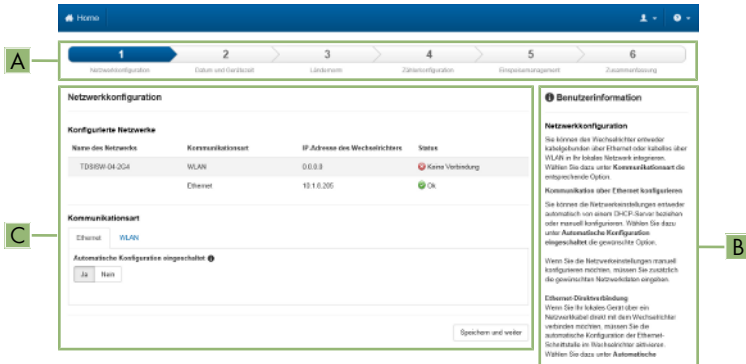 Home
A
1 2 3 4 5 6
Netzwerkkonfiguration Datum und Gerätezeit Ländernorm Zählerkonfiguration Einspeisemanagement Zusammenfassung
Netzwerkkonfiguration
Konfigurierte Netzwerke
Name des Netzwerks Kommunikationsart IP-Adresse des Wechselrichters Status
TDSISW-04-2G4 WLAN 0.0.0.0 Keine Verbindung
Ethernet 10.1.6.205 Ok
C
Kommunikationsart
Ethernet WLAN
Automatische Konfiguration eingeschaltet
Ja Nein
Speichern und weiter
Benutzerinformation
Netzwerkkonfiguration
Sie können den Wechselrichter entweder
kabelgebunden über Ethernet oder kabellos über
WLAN in Ihr lokales Netzwerk integrieren.
Wählen Sie dazu unter Kommunikationsart die
entsprechende Option.
Kommunikation über Ethernet konfigurieren
Sie können die Netzwerkeinstellungen entweder
automatisch von einem DHCP-Server beziehen
oder manuell konfigurieren. Wählen Sie dazu
unter Automatische Konfiguration
eingeschaltet die gewünschte Option.
Wenn Sie die Netzwerkeinstellungen manuell
konfigurieren möchten, müssen Sie zusätzlich
die gewünschten Netzwerkdaten eingeben.
Ethernet-Direktverbindung
Wenn Sie Ihr lokales Gerät über ein
Netzwerkkabel direkt mit dem Wechselrichter
verbinden möchten, müssen Sie die
automatische Konfiguration der Ethernet-
Schnittstelle im Wechselrichter aktivieren.
Wählen Sie dazu unter Automatische
B